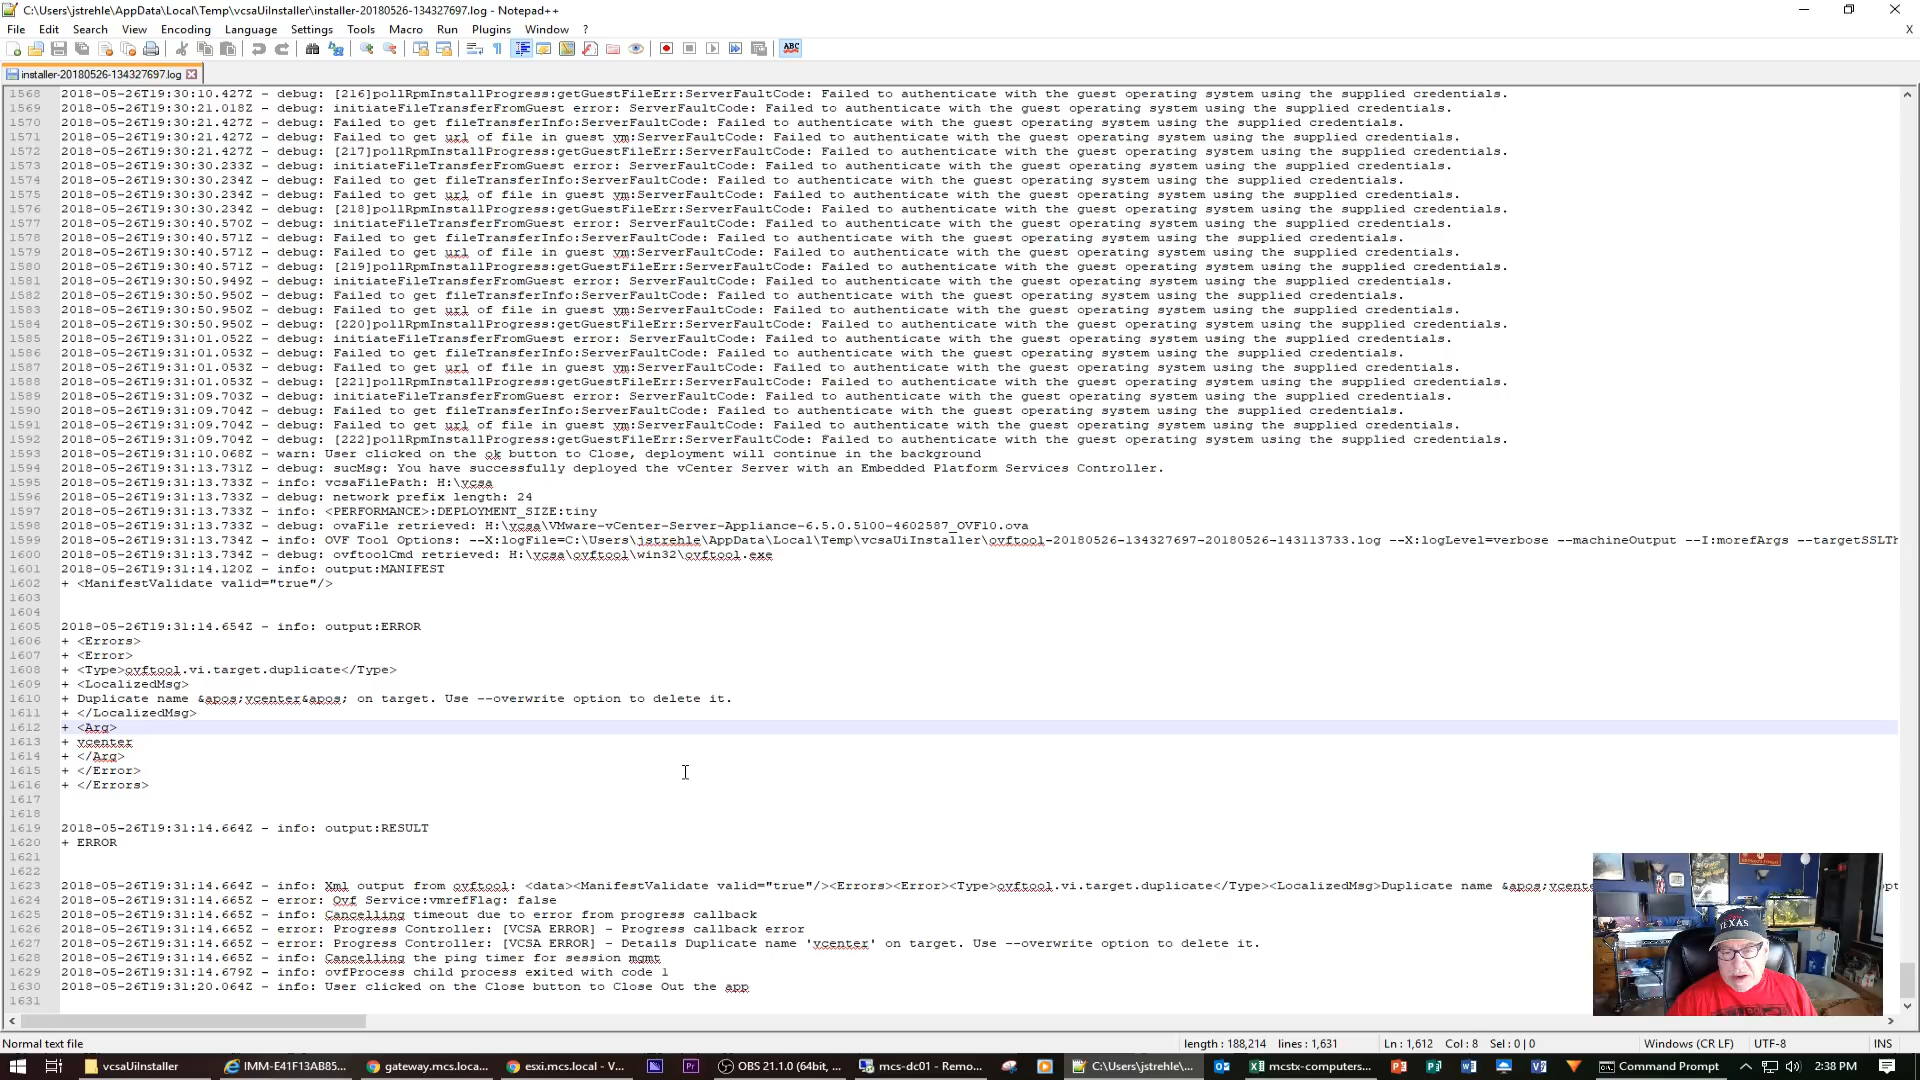 C:\Users\jstrehle\AppData\Local\Temp\vcsaUiInstaller\installer-20180526-134327697.log - Notepad++
File Edit Search View Encoding Language Settings Tools Macro Run Plugins Window ? X
installer-20180526-134327697.log
1568 2018-05-26T19:30:10.427Z - debug: [216]pollRpmInstallProgress:getGuestFileErr:ServerFaultCode: Failed to authenticate with the guest operating system using the supplied credentials.
1569 2018-05-26T19:30:21.018Z - debug: initiateFileTransferFromGuest error: ServerFaultCode: Failed to authenticate with the guest operating system using the supplied credentials.
1570 2018-05-26T19:30:21.427Z - debug: Failed to get fileTransferInfo:ServerFaultCode: Failed to authenticate with the guest operating system using the supplied credentials.
1571 2018-05-26T19:30:21.427Z - debug: Failed to get url of file in guest vm:ServerFaultCode: Failed to authenticate with the guest operating system using the supplied credentials.
1572 2018-05-26T19:30:21.427Z - debug: [217]pollRpmInstallProgress:getGuestFileErr:ServerFaultCode: Failed to authenticate with the guest operating system using the supplied credentials.
1573 2018-05-26T19:30:30.233Z - debug: initiateFileTransferFromGuest error: ServerFaultCode: Failed to authenticate with the guest operating system using the supplied credentials.
1574 2018-05-26T19:30:30.234Z - debug: Failed to get fileTransferInfo:ServerFaultCode: Failed to authenticate with the guest operating system using the supplied credentials.
1575 2018-05-26T19:30:30.234Z - debug: Failed to get url of file in guest vm:ServerFaultCode: Failed to authenticate with the guest operating system using the supplied credentials.
1576 2018-05-26T19:30:30.234Z - debug: [218]pollRpmInstallProgress:getGuestFileErr:ServerFaultCode: Failed to authenticate with the guest operating system using the supplied credentials.
1577 2018-05-26T19:30:40.570Z - debug: initiateFileTransferFromGuest error: ServerFaultCode: Failed to authenticate with the guest operating system using the supplied credentials.
1578 2018-05-26T19:30:40.571Z - debug: Failed to get fileTransferInfo:ServerFaultCode: Failed to authenticate with the guest operating system using the supplied credentials.
1579 2018-05-26T19:30:40.571Z - debug: Failed to get url of file in guest vm:ServerFaultCode: Failed to authenticate with the guest operating system using the supplied credentials.
1580 2018-05-26T19:30:40.571Z - debug: [219]pollRpmInstallProgress:getGuestFileErr:ServerFaultCode: Failed to authenticate with the guest operating system using the supplied credentials.
1581 2018-05-26T19:30:50.949Z - debug: initiateFileTransferFromGuest error: ServerFaultCode: Failed to authenticate with the guest operating system using the supplied credentials.
1582 2018-05-26T19:30:50.950Z - debug: Failed to get fileTransferInfo:ServerFaultCode: Failed to authenticate with the guest operating system using the supplied credentials.
1583 2018-05-26T19:30:50.950Z - debug: Failed to get url of file in guest vm:ServerFaultCode: Failed to authenticate with the guest operating system using the supplied credentials.
1584 2018-05-26T19:30:50.950Z - debug: [220]pollRpmInstallProgress:getGuestFileErr:ServerFaultCode: Failed to authenticate with the guest operating system using the supplied credentials.
1585 2018-05-26T19:31:01.052Z - debug: initiateFileTransferFromGuest error: ServerFaultCode: Failed to authenticate with the guest operating system using the supplied credentials.
1586 2018-05-26T19:31:01.053Z - debug: Failed to get fileTransferInfo:ServerFaultCode: Failed to authenticate with the guest operating system using the supplied credentials.
1587 2018-05-26T19:31:01.053Z - debug: Failed to get url of file in guest vm:ServerFaultCode: Failed to authenticate with the guest operating system using the supplied credentials.
1588 2018-05-26T19:31:01.053Z - debug: [221]pollRpmInstallProgress:getGuestFileErr:ServerFaultCode: Failed to authenticate with the guest operating system using the supplied credentials.
1589 2018-05-26T19:31:09.703Z - debug: initiateFileTransferFromGuest error: ServerFaultCode: Failed to authenticate with the guest operating system using the supplied credentials.
1590 2018-05-26T19:31:09.704Z - debug: Failed to get fileTransferInfo:ServerFaultCode: Failed to authenticate with the guest operating system using the supplied credentials.
1591 2018-05-26T19:31:09.704Z - debug: Failed to get url of file in guest vm:ServerFaultCode: Failed to authenticate with the guest operating system using the supplied credentials.
1592 2018-05-26T19:31:09.704Z - debug: [222]pollRpmInstallProgress:getGuestFileErr:ServerFaultCode: Failed to authenticate with the guest operating system using the supplied credentials.
1593 2018-05-26T19:31:10.068Z - warn: User clicked on the ok button to Close, deployment will continue in the background
1594 2018-05-26T19:31:13.731Z - debug: sucMsg: You have successfully deployed the vCenter Server with an Embedded Platform Services Controller.
1595 2018-05-26T19:31:13.733Z - info: vcsaFilePath: H:\vcsa
1596 2018-05-26T19:31:13.733Z - debug: network prefix length: 24
1597 2018-05-26T19:31:13.733Z - info: <PERFORMANCE>:DEPLOYMENT_SIZE:tiny
1598 2018-05-26T19:31:13.733Z - debug: ovaFile retrieved: H:\vcsa\VMware-vCenter-Server-Appliance-6.5.0.5100-4602587_OVF10.ova
1599 2018-05-26T19:31:13.734Z - info: OVF Tool Options: --X:logFile=C:\Users\jstrehle\AppData\Local\Temp\vcsaUiInstaller\ovftool-20180526-134327697-20180526-143113733.log --X:logLevel=verbose --machineOutput --I:morefArgs --targetSSLTh
1600 2018-05-26T19:31:13.734Z - debug: ovftoolCmd retrieved: H:\vcsa\ovftool\win32\ovftool.exe
1601 2018-05-26T19:31:14.120Z - info: output:MANIFEST
1602 + <ManifestValidate valid="true"/>
1603
1604
1605 2018-05-26T19:31:14.654Z - info: output:ERROR
1606 + <Errors>
1607 + <Error>
1608 + <Type>ovftool.vi.target.duplicate</Type>
1609 + <LocalizedMsg>
1610 + Duplicate name &apos;vcenter&apos; on target. Use --overwrite option to delete it.
1611 + </LocalizedMsg>
1612 + <Arg>
1613 + vcenter
1614 + </Arg>
1615 + </Error>
1616 + </Errors>
1617
1618
1619 2018-05-26T19:31:14.664Z - info: output:RESULT
1620 + ERROR
1621
1622
1623 2018-05-26T19:31:14.664Z - info: Xml output from ovftool: <data><ManifestValidate valid="true"/><Errors><Error><Type>ovftool.vi.target.duplicate</Type><LocalizedMsg>Duplicate name &apos;vcente
1624 2018-05-26T19:31:14.665Z - error: Ovf Service:vmrefFlag: false
1625 2018-05-26T19:31:14.665Z - info: Cancelling timeout due to error from progress callback
1626 2018-05-26T19:31:14.665Z - error: Progress Controller: [VCSA ERROR] - Progress callback error
1627 2018-05-26T19:31:14.665Z - error: Progress Controller: [VCSA ERROR] - Details Duplicate name 'vcenter' on target. Use --overwrite option to delete it.
1628 2018-05-26T19:31:14.665Z - info: Cancelling the ping timer for session mgmt
1629 2018-05-26T19:31:14.679Z - info: ovfProcess child process exited with code 1
1630 2018-05-26T19:31:20.064Z - info: User clicked on the Close button to Close Out the app
1631
TEXAS
Normal text file length : 188,214 lines : 1,631 Ln : 1,612 Col : 8 Sel : 0 | 0 Windows (CR LF) UTF-8 INS
vcsaUiInstaller IMM-E41F13AB85... gateway.mcs.loca... esxi.mcs.local - V... OBS 21.1.0 (64bit, ... mcs-dc01 - Remo... C:\Users\jstrehle\... mcstx-computers... Command Prompt 2:38 PM